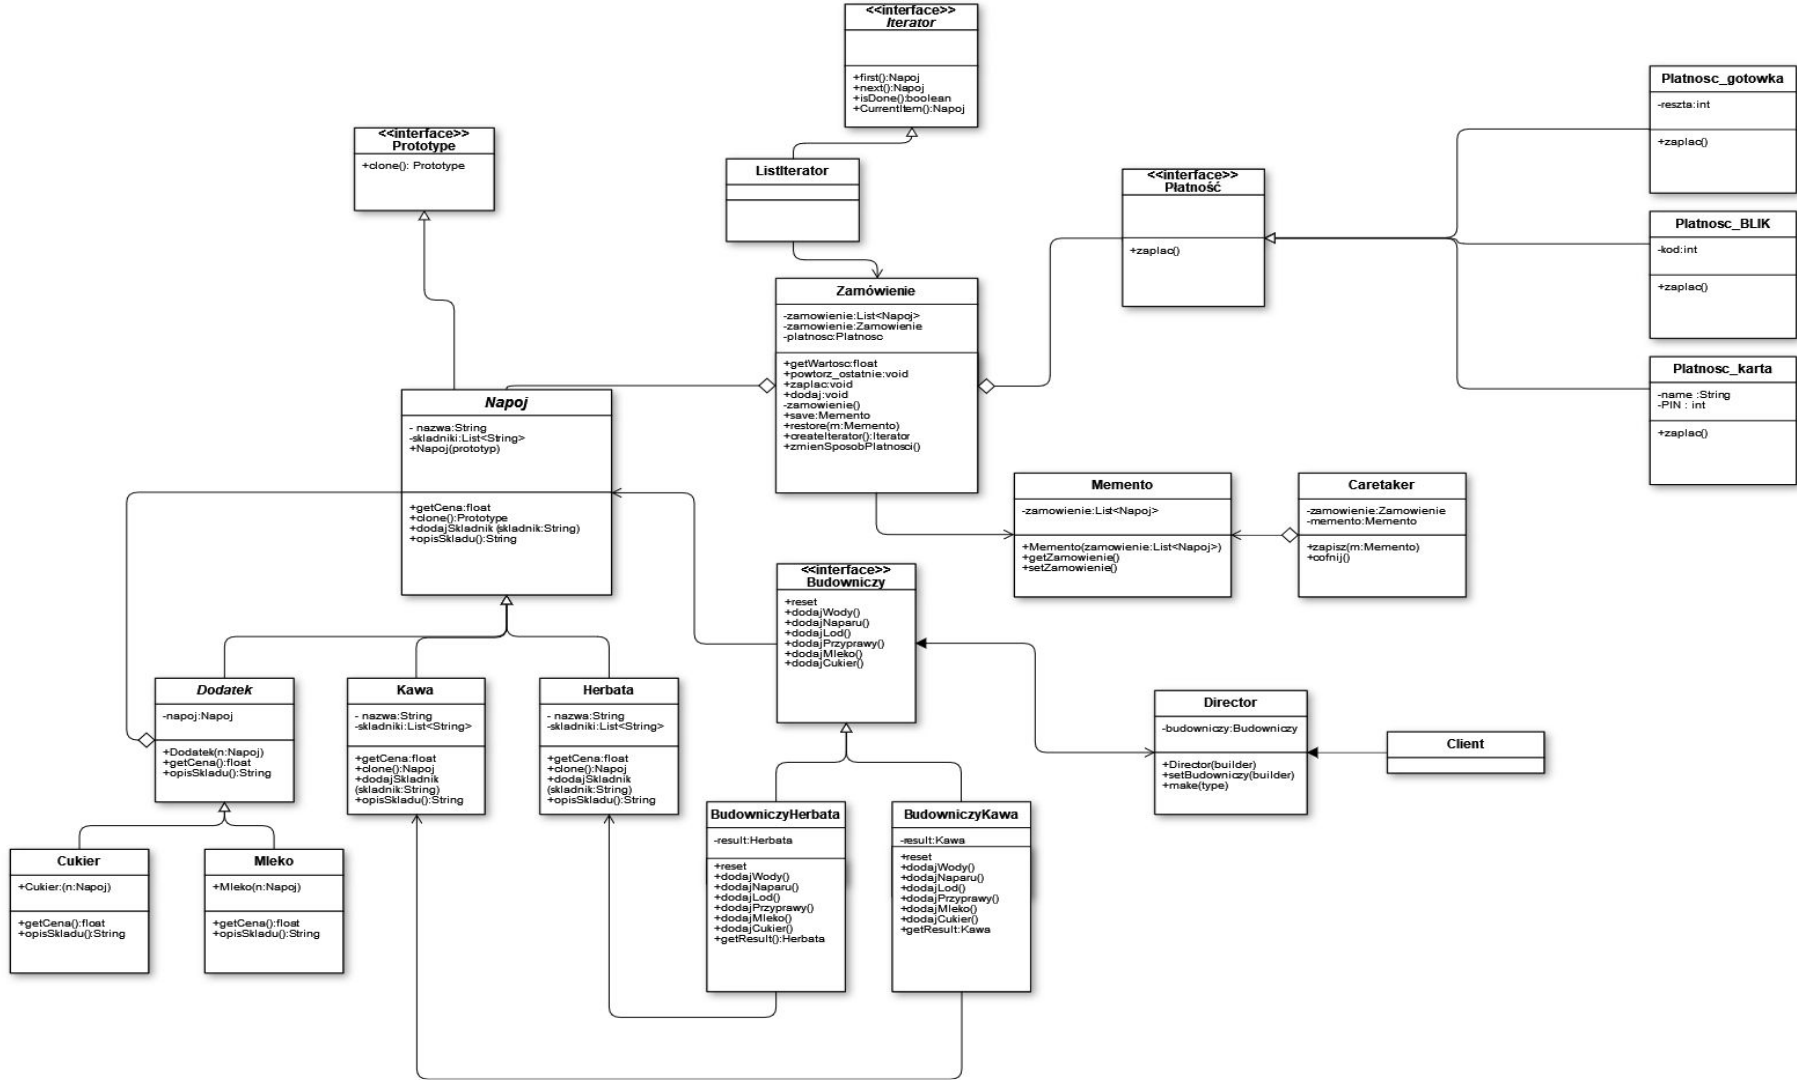 <<interface>>
Iterator
+first():Napoj
+next():Napoj
+isDone():boolean
+CurrentItem():Napoj
<<interface>>
Prototype
+clone(): Prototype
ListIterator
<<interface>>
Płatność
+zaplac()
Platnosc_gotowka
-reszta:int
+zaplac()
Platnosc_BLIK
-kod:int
+zaplac()
Platnosc_karta
-name :String
-PIN : int
+zaplac()
Zamówienie
-zamowienie:List<Napoj>
-zamowienie:Zamowienie
-platnosc:Platnosc
+getWartosc:float
+powtorz_ostatnie:void
+zaplac:void
+dodaj:void
-zamowienie()
+save:Memento
+restore(m:Memento)
+createIterator():Iterator
+zmienSposobPlatnosci()
Napoj
- nazwa:String
-skladniki:List<String>
+Napoj(prototyp)
+getCena:float
+clone():Prototype
+dodajSkladnik (skladnik:String)
+opisSkladu():String
Memento
-zamowienie:List<Napoj>
+Memento(zamowienie:List<Napoj>)
+getZamowienie()
+setZamowienie()
Caretaker
-zamowienie:Zamowienie
-memento:Memento
+zapisz(m:Memento)
+cofnij()
<<interface>>
Budowniczy
+reset
+dodajWody()
+dodajNaparu()
+dodajLod()
+dodajPrzyprawy()
+dodajMleko()
+dodajCukier()
Dodatek
-napoj:Napoj
+Dodatek(n:Napoj)
+getCena():float
+opisSkladu():String
Kawa
- nazwa:String
-skladniki:List<String>
+getCena:float
+clone():Napoj
+dodajSkladnik
(skladnik:String)
+opisSkladu():String
Herbata
- nazwa:String
-skladniki:List<String>
+getCena:float
+clone():Napoj
+dodajSkladnik
(skladnik:String)
+opisSkladu():String
Director
-budowniczy:Budowniczy
+Director(builder)
+setBudowniczy(builder)
+make(type)
Client
Cukier
+Cukier:(n:Napoj)
+getCena():float
+opisSkladu():String
Mleko
+Mleko(n:Napoj)
+getCena():float
+opisSkladu():String
BudowniczyHerbata
-result:Herbata
+reset
+dodajWody()
+dodajNaparu()
+dodajLod()
+dodajPrzyprawy()
+dodajMleko()
+dodajCukier()
+getResult():Herbata
BudowniczyKawa
-result:Kawa
+reset
+dodajWody()
+dodajNaparu()
+dodajLod()
+dodajPrzyprawy()
+dodajMleko()
+dodajCukier()
+getResult:Kawa